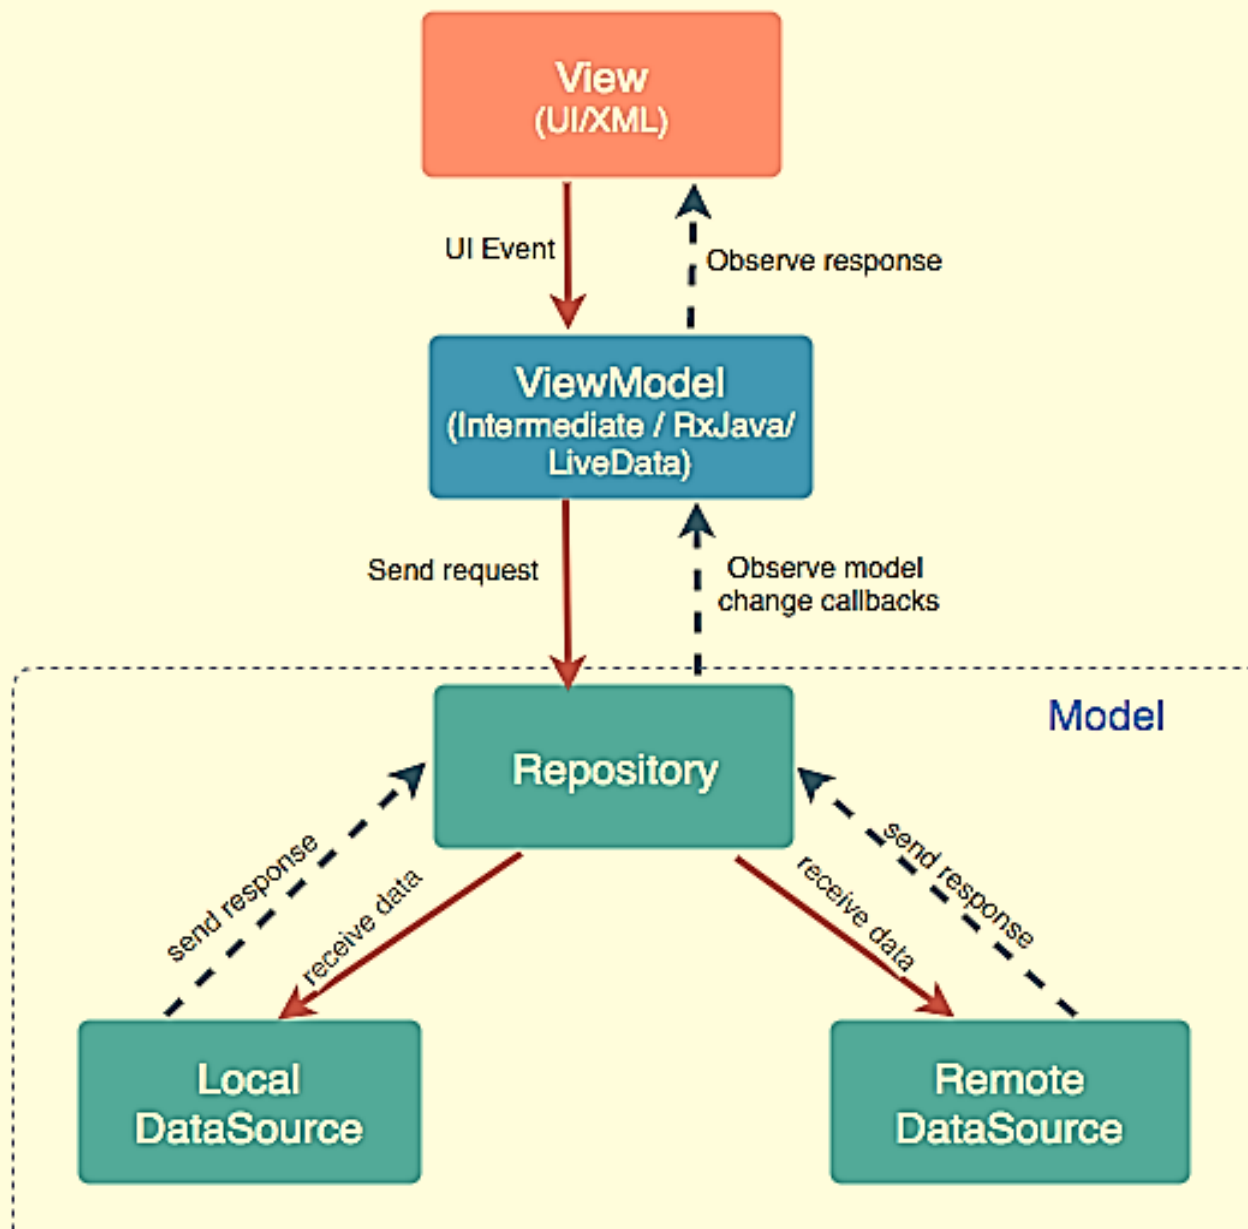 View
(UI/XML)
UI Event
Observe response
ViewModel
(Intermediate / RxJava/
LiveData)
Send request
Observe model
change callbacks
Model
Repository
send response
receive data
receive data
send response
Local
DataSource
Remote
DataSource